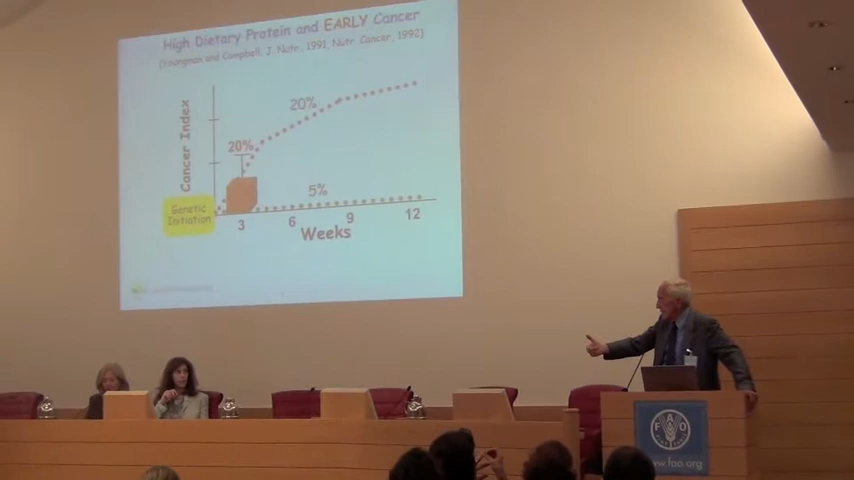 High Dietary Protein and EARLY Cancer
(Youngman and Campbell, J. Nutr., 1991, Nutr. Cancer, 1992)
Cancer Index
20%
20%
5%
Genetic
Initiation
3 6 9 12
Weeks
FAO
www.fao.org